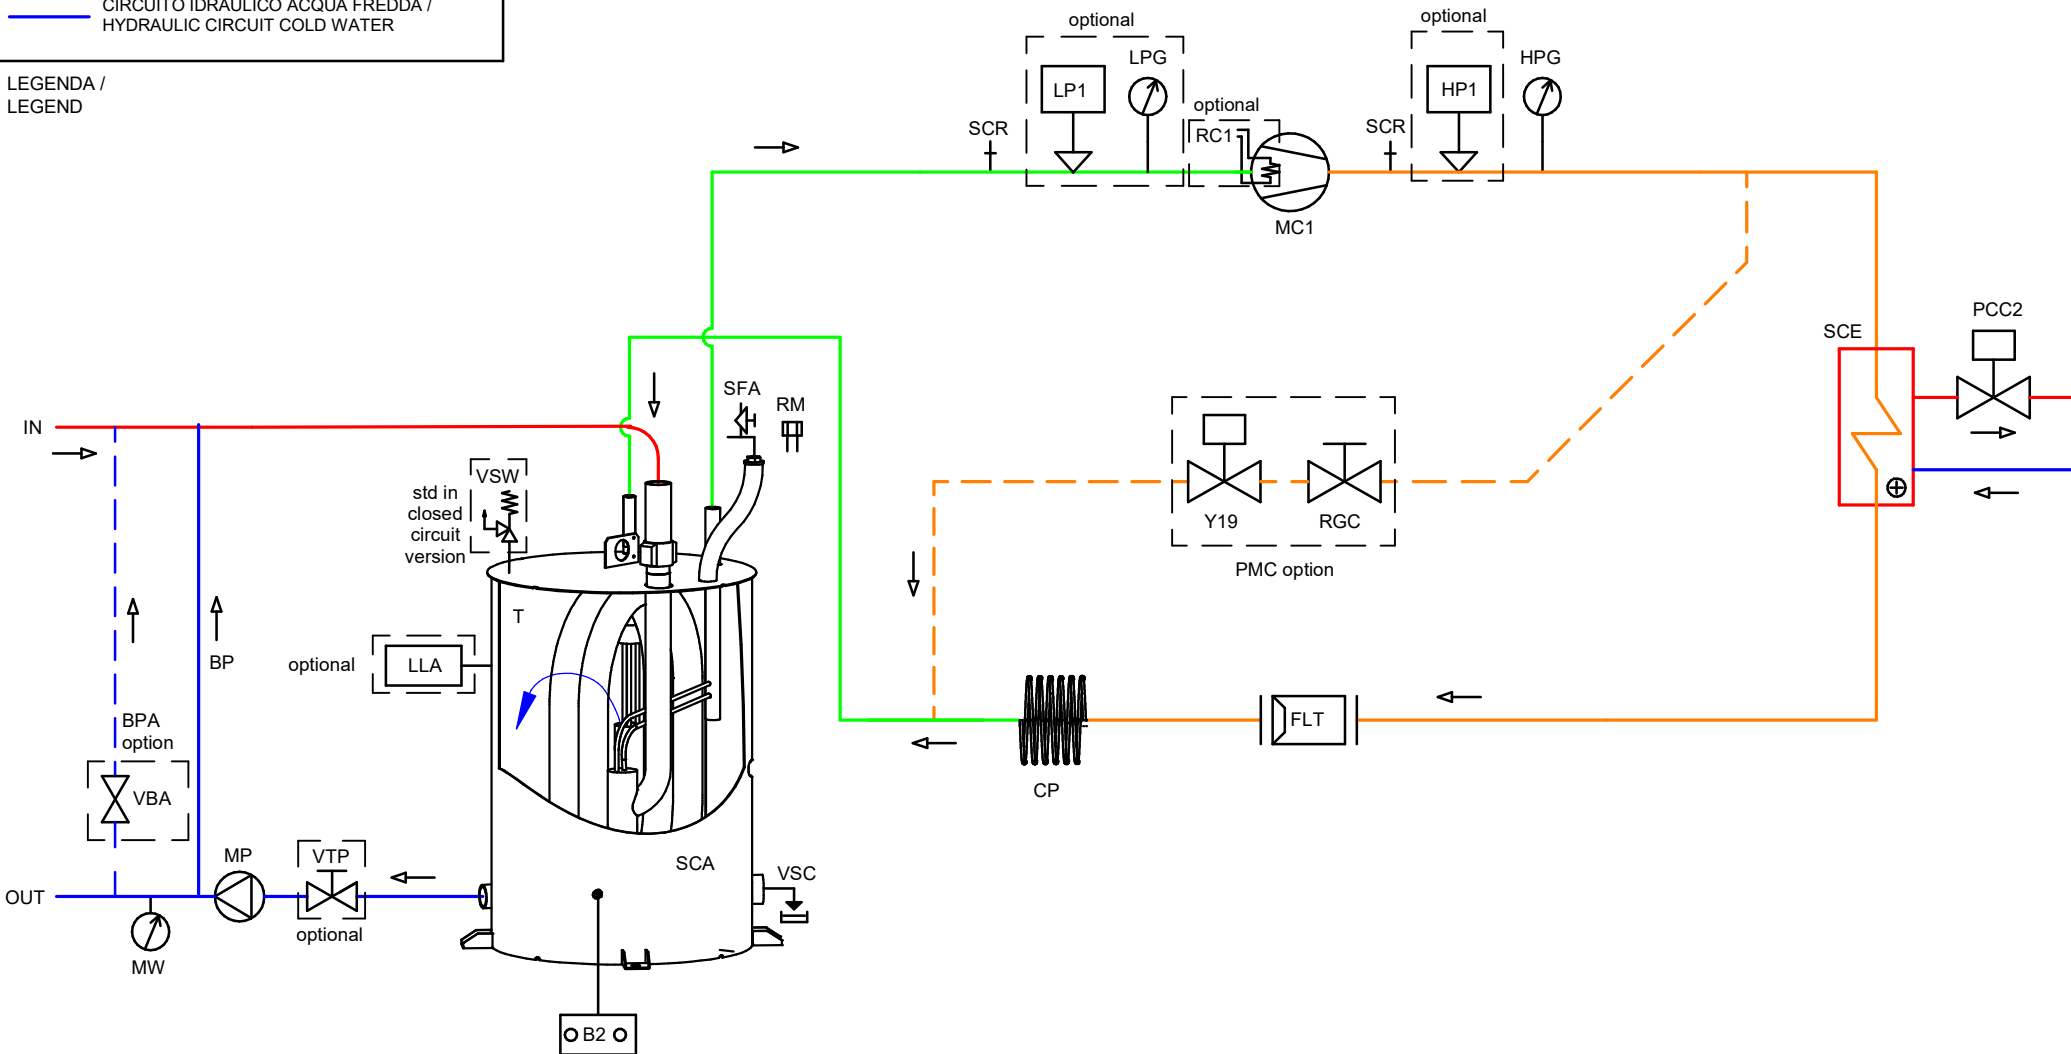 CIRCUITO IDRAULICO ACQUA FREDDA /
HYDRAULIC CIRCUIT COLD WATER
LEGENDA /
LEGEND
optional
LP1
LPG
optional
RC1
SCR
MC1
optional
HP1
HPG
SCR
SCE
PCC2
IN
SFA
RM
VSW
std in
closed
circuit
version
Y19
RGC
PMC option
T
optional
LLA
BP
BPA
option
VBA
FLT
CP
MP
VTP
optional
SCA
VSC
OUT
MW
B2